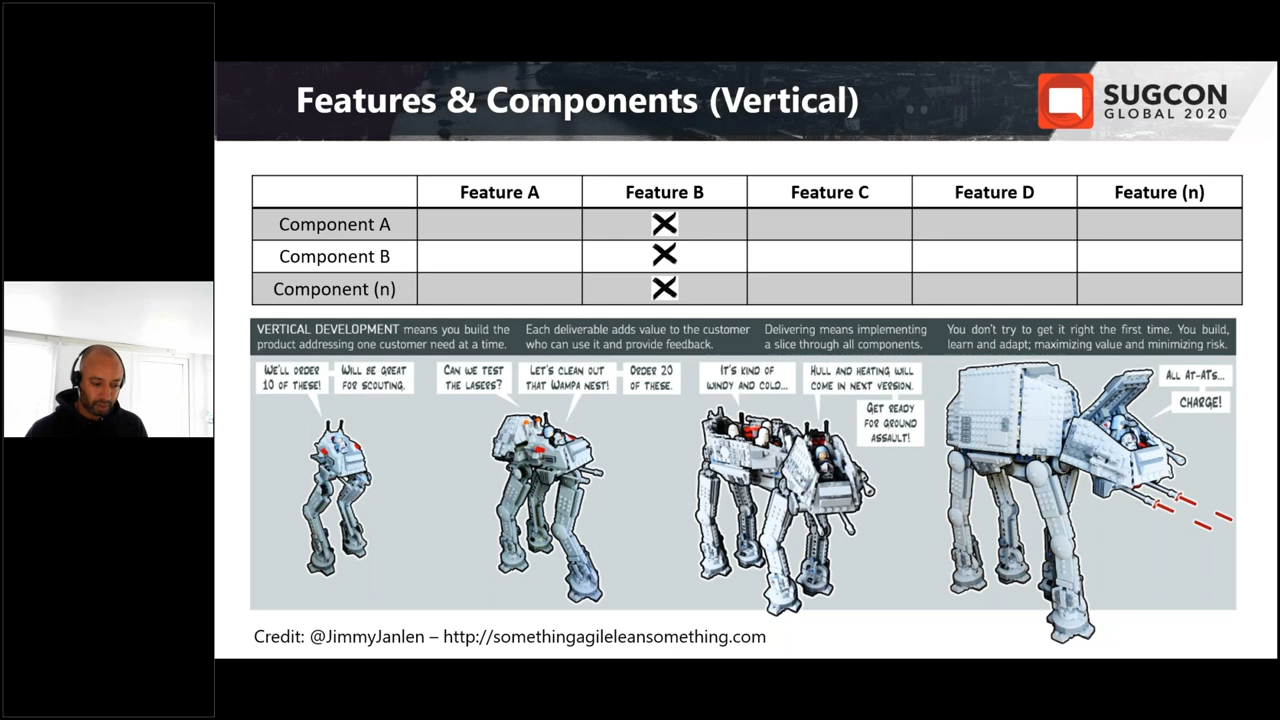 Features & Components (Vertical)
SUGCON
GLOBAL 2020
Feature A Feature B Feature C Feature D Feature (n)
Component A
Component B
Component (n)
VERTICAL DEVELOPMENT means you build the
product addressing one customer need at a time.
Each deliverable adds value to the customer
who can use it and provide feedback.
Delivering means implementing
a slice through all components.
You don't try to get it right the first time. You build,
learn and adapt; maximizing value and minimizing risk.
WE'LL ORDER
10 OF THESE!
WILL BE GREAT
FOR SCOUTING.
CAN WE TEST
THE LASERS?
LET'S CLEAN OUT
THAT WAMPA NEST!
ORDER 20
OF THESE.
IT'S KIND OF
WINDY AND COLD...
HULL AND HEATING WILL
COME IN NEXT VERSION.
GET READY
FOR GROUND
ASSAULT!
ALL AT-ATS...
CHARGE!
Credit: @JimmyJanlen – http://somethingagileleansomething.com